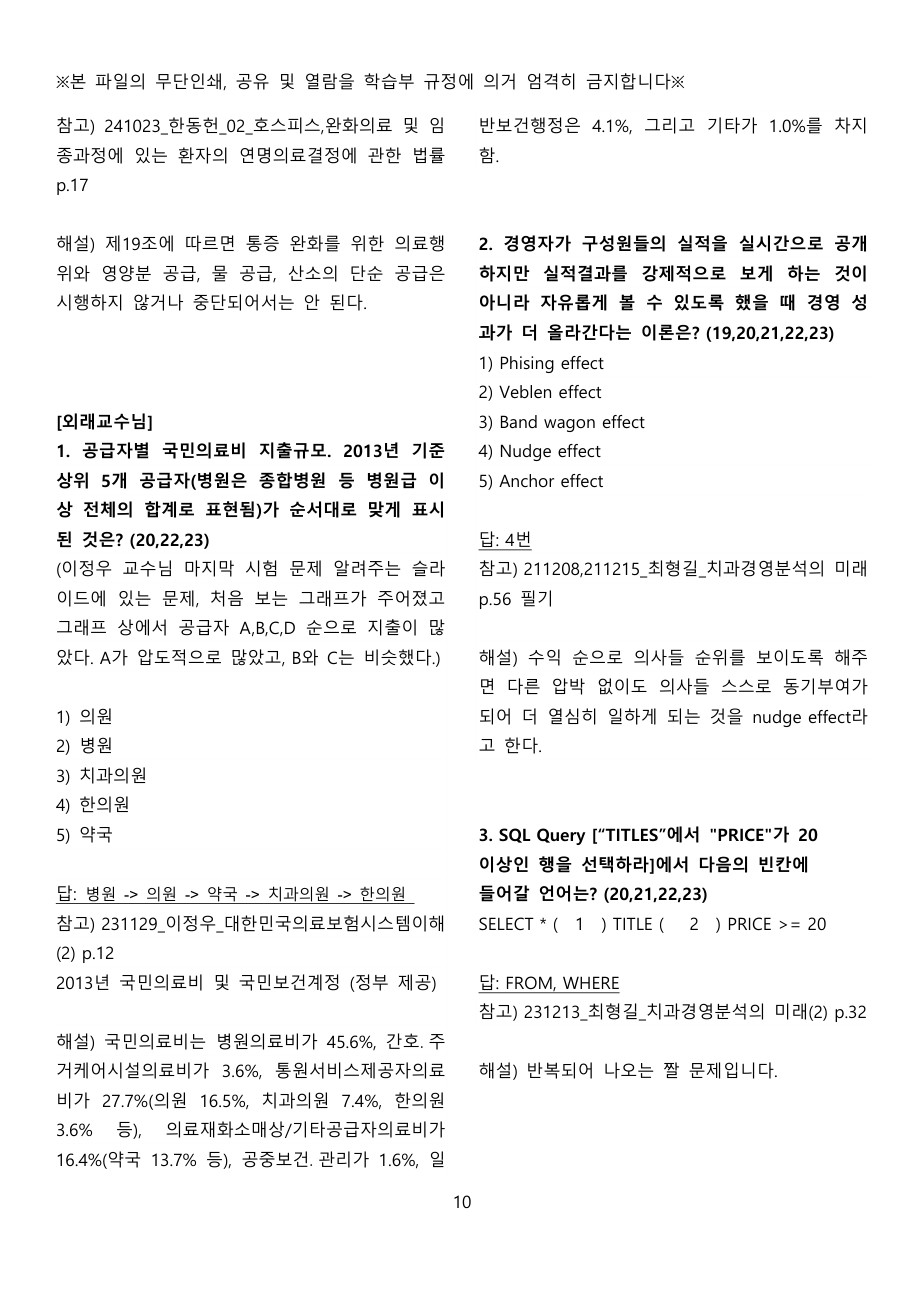 ※본 파일의 무단인쇄, 공유 및 열람을 학습부 규정에 의거 엄격히 금지합니다※
참고) 241023_한동헌_02_호스피스,완화의료 및 임
종과정에 있는 환자의 연명의료결정에 관한 법률
p.17
해설) 제19조에 따르면 통증 완화를 위한 의료행
위와 영양분 공급, 물 공급, 산소의 단순 공급은
시행하지 않거나 중단되어서는 안 된다.
[외래교수님]
1. 공급자별 국민의료비 지출규모. 2013년 기준
상위 5개 공급자(병원은 종합병원 등 병원급 이
상 전체의 합계로 표현됨)가 순서대로 맞게 표시
된 것은? (20,22,23)
(이정우 교수님 마지막 시험 문제 알려주는 슬라
이드에 있는 문제, 처음 보는 그래프가 주어졌고
그래프 상에서 공급자 A,B,C,D 순으로 지출이 많
았다. A가 압도적으로 많았고, B와 C는 비슷했다.)
1) 의원
2) 병원
3) 치과의원
4) 한의원
5) 약국
답: 병원 -> 의원 -> 약국 -> 치과의원 -> 한의원
참고) 231129_이정우_대한민국의료보험시스템이해
(2) p.12
2013년 국민의료비 및 국민보건계정 (정부 제공)
해설) 국민의료비는 병원의료비가 45.6%, 간호.주
거케어시설의료비가 3.6%, 통원서비스제공자의료
비가 27.7%(의원 16.5%, 치과의원 7.4%, 한의원
3.6% 등), 의료재화소매상/기타공급자의료비가
16.4%(약국 13.7% 등), 공중보건.관리가 1.6%, 일
반보건행정은 4.1%, 그리고 기타가 1.0%를 차지
함.
2. 경영자가 구성원들의 실적을 실시간으로 공개
하지만 실적결과를 강제적으로 보게 하는 것이
아니라 자유롭게 볼 수 있도록 했을 때 경영 성
과가 더 올라간다는 이론은? (19,20,21,22,23)
1) Phising effect
2) Veblen effect
3) Band wagon effect
4) Nudge effect
5) Anchor effect
답: 4번
참고) 211208,211215_최형길_치과경영분석의 미래
p.56 필기
해설) 수익 순으로 의사들 순위를 보이도록 해주
면 다른 압박 없이도 의사들 스스로 동기부여가
되어 더 열심히 일하게 되는 것을 nudge effect라
고 한다.
3. SQL Query [“TITLES”에서 "PRICE"가 20
이상인 행을 선택하라]에서 다음의 빈칸에
들어갈 언어는? (20,21,22,23)
SELECT * ( 1 ) TITLE ( 2 ) PRICE >= 20
답: FROM, WHERE
참고) 231213_최형길_치과경영분석의 미래(2) p.32
해설) 반복되어 나오는 짤 문제입니다.
10